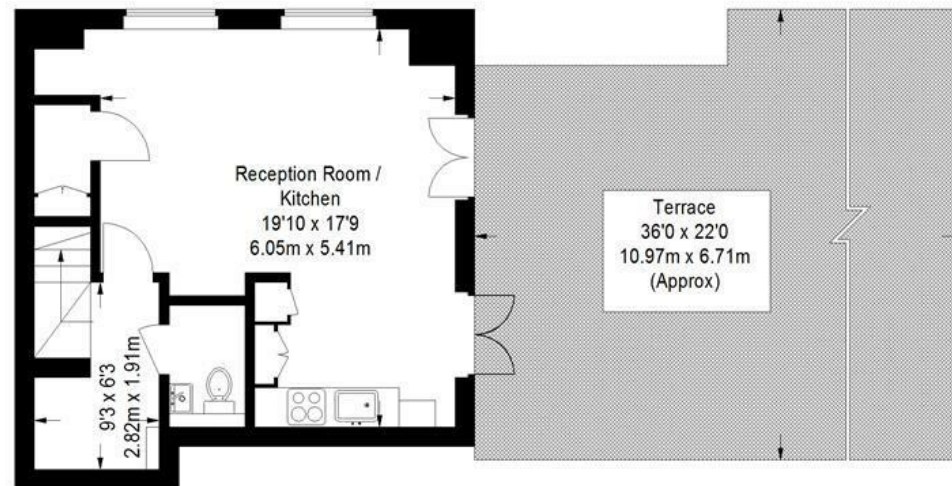 Reception Room /
Kitchen
19'10 x 17'9
6.05m x 5.41m
Terrace
36'0 x 22'0
10.97m x 6.71m
(Approx)
9'3 x 6'3
2.82m x 1.91m